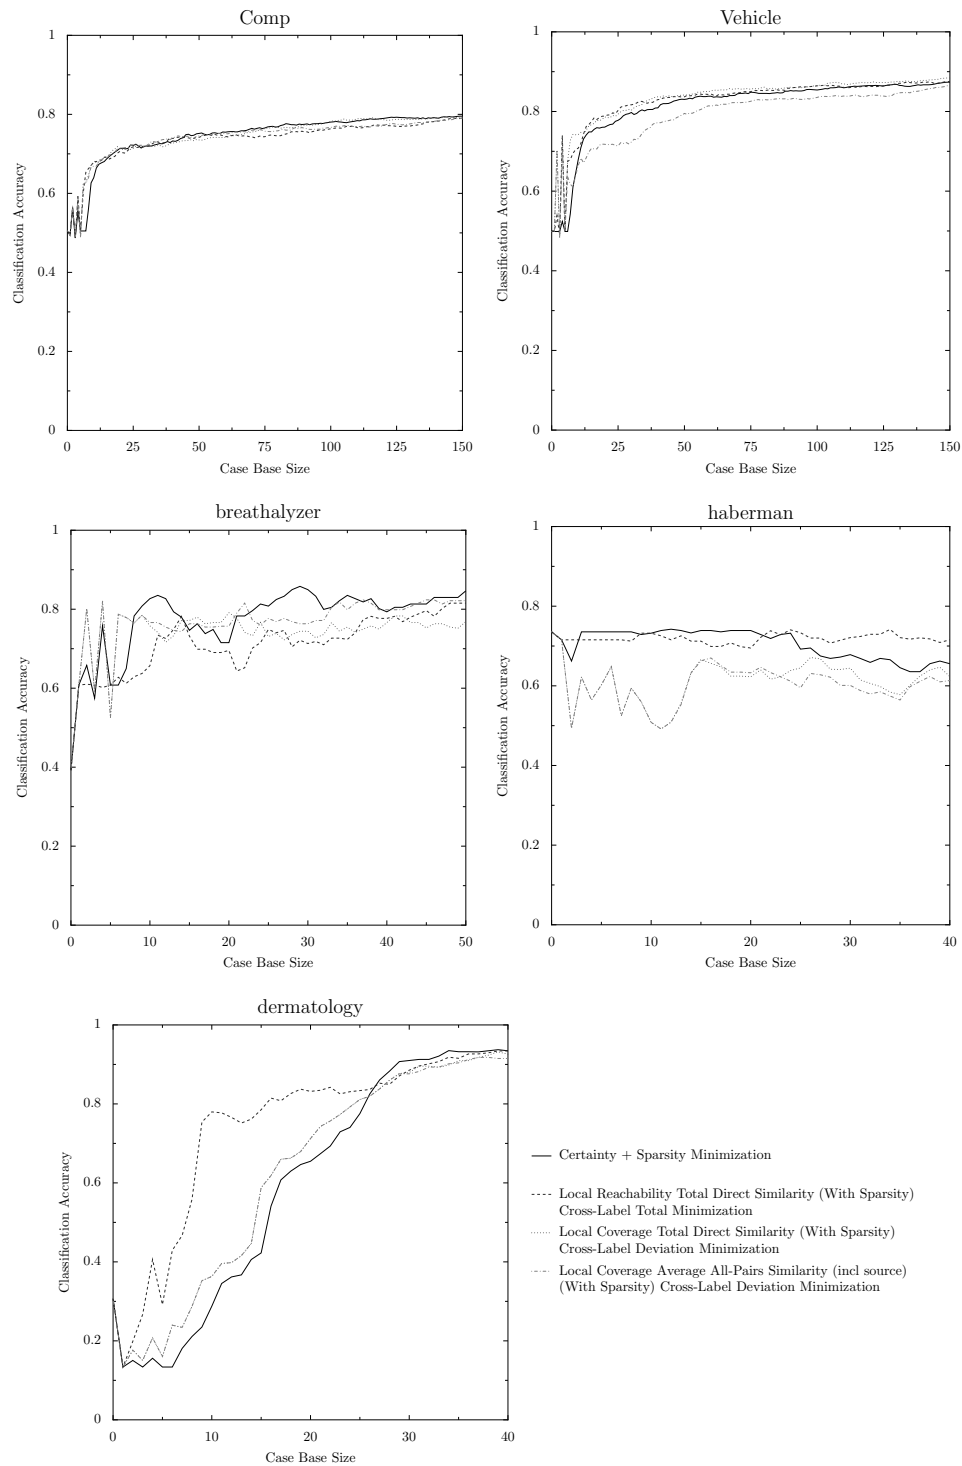 Comp
1
0.8
0.6
0.4
0.2
0
Classification Accuracy
0 25 50 75 100 125 150
Case Base Size
Vehicle
1
0.8
0.6
0.4
0.2
0
Classification Accuracy
0 25 50 75 100 125 150
Case Base Size
breathalyzer
1
0.8
0.6
0.4
0.2
0
Classification Accuracy
0 10 20 30 40 50
Case Base Size
haberman
1
0.8
0.6
0.4
0.2
0
Classification Accuracy
0 10 20 30 40
Case Base Size
dermatology
1
0.8
0.6
0.4
0.2
0
Classification Accuracy
0 10 20 30 40
Case Base Size
Certainty + Sparsity Minimization
Local Reachability Total Direct Similarity (With Sparsity)
Cross-Label Total Minimization
Local Coverage Total Direct Similarity (With Sparsity)
Cross-Label Deviation Minimization
Local Coverage Average All-Pairs Similarity (incl source)
(With Sparsity) Cross-Label Deviation Minimization